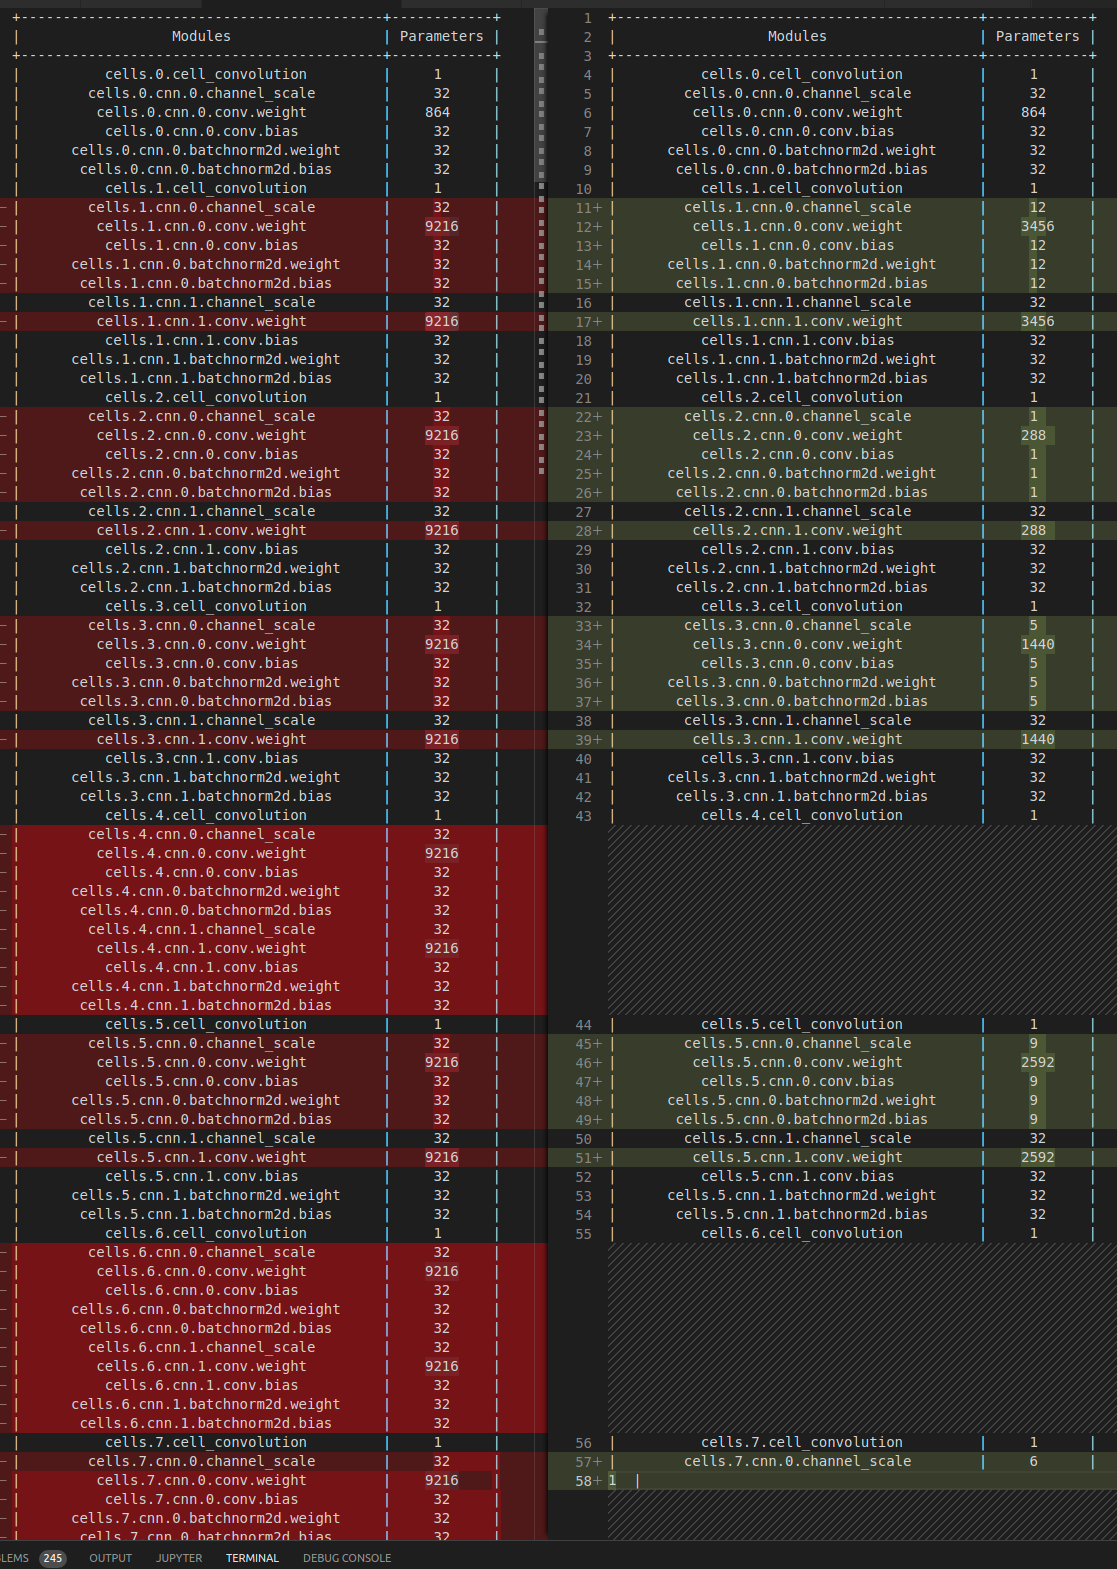 +-------------------------------------------+------------+
| Modules | Parameters |
+-------------------------------------------+------------+
| cells.0.cell_convolution | 1 |
| cells.0.cnn.0.channel_scale | 32 |
| cells.0.cnn.0.conv.weight | 864 |
| cells.0.cnn.0.conv.bias | 32 |
| cells.0.cnn.0.batchnorm2d.weight | 32 |
| cells.0.cnn.0.batchnorm2d.bias | 32 |
| cells.1.cell_convolution | 1 |
| cells.1.cnn.0.channel_scale | 32 |
| cells.1.cnn.0.conv.weight | 9216 |
| cells.1.cnn.0.conv.bias | 32 |
| cells.1.cnn.0.batchnorm2d.weight | 32 |
| cells.1.cnn.0.batchnorm2d.bias | 32 |
| cells.1.cnn.1.channel_scale | 32 |
| cells.1.cnn.1.conv.weight | 9216 |
| cells.1.cnn.1.conv.bias | 32 |
| cells.1.cnn.1.batchnorm2d.weight | 32 |
| cells.1.cnn.1.batchnorm2d.bias | 32 |
| cells.2.cell_convolution | 1 |
| cells.2.cnn.0.channel_scale | 32 |
| cells.2.cnn.0.conv.weight | 9216 |
| cells.2.cnn.0.conv.bias | 32 |
| cells.2.cnn.0.batchnorm2d.weight | 32 |
| cells.2.cnn.0.batchnorm2d.bias | 32 |
| cells.2.cnn.1.channel_scale | 32 |
| cells.2.cnn.1.conv.weight | 9216 |
| cells.2.cnn.1.conv.bias | 32 |
| cells.2.cnn.1.batchnorm2d.weight | 32 |
| cells.2.cnn.1.batchnorm2d.bias | 32 |
| cells.3.cell_convolution | 1 |
| cells.3.cnn.0.channel_scale | 32 |
| cells.3.cnn.0.conv.weight | 9216 |
| cells.3.cnn.0.conv.bias | 32 |
| cells.3.cnn.0.batchnorm2d.weight | 32 |
| cells.3.cnn.0.batchnorm2d.bias | 32 |
| cells.3.cnn.1.channel_scale | 32 |
| cells.3.cnn.1.conv.weight | 9216 |
| cells.3.cnn.1.conv.bias | 32 |
| cells.3.cnn.1.batchnorm2d.weight | 32 |
| cells.3.cnn.1.batchnorm2d.bias | 32 |
| cells.4.cell_convolution | 1 |
| cells.4.cnn.0.channel_scale | 32 |
| cells.4.cnn.0.conv.weight | 9216 |
| cells.4.cnn.0.conv.bias | 32 |
| cells.4.cnn.0.batchnorm2d.weight | 32 |
| cells.4.cnn.0.batchnorm2d.bias | 32 |
| cells.4.cnn.1.channel_scale | 32 |
| cells.4.cnn.1.conv.weight | 9216 |
| cells.4.cnn.1.conv.bias | 32 |
| cells.4.cnn.1.batchnorm2d.weight | 32 |
| cells.4.cnn.1.batchnorm2d.bias | 32 |
| cells.5.cell_convolution | 1 |
| cells.5.cnn.0.channel_scale | 32 |
| cells.5.cnn.0.conv.weight | 9216 |
| cells.5.cnn.0.conv.bias | 32 |
| cells.5.cnn.0.batchnorm2d.weight | 32 |
| cells.5.cnn.0.batchnorm2d.bias | 32 |
| cells.5.cnn.1.channel_scale | 32 |
| cells.5.cnn.1.conv.weight | 9216 |
| cells.5.cnn.1.conv.bias | 32 |
| cells.5.cnn.1.batchnorm2d.weight | 32 |
| cells.5.cnn.1.batchnorm2d.bias | 32 |
| cells.6.cell_convolution | 1 |
| cells.6.cnn.0.channel_scale | 32 |
| cells.6.cnn.0.conv.weight | 9216 |
| cells.6.cnn.0.conv.bias | 32 |
| cells.6.cnn.0.batchnorm2d.weight | 32 |
| cells.6.cnn.0.batchnorm2d.bias | 32 |
| cells.6.cnn.1.channel_scale | 32 |
| cells.6.cnn.1.conv.weight | 9216 |
| cells.6.cnn.1.conv.bias | 32 |
| cells.6.cnn.1.batchnorm2d.weight | 32 |
| cells.6.cnn.1.batchnorm2d.bias | 32 |
| cells.7.cell_convolution | 1 |
| cells.7.cnn.0.channel_scale | 32 |
| cells.7.cnn.0.conv.weight | 9216 |
| cells.7.cnn.0.conv.bias | 32 |
| cells.7.cnn.0.batchnorm2d.weight | 32 |
| cells.7.cnn.0.batchnorm2d.bias | 32 |
1 +-------------------------------------------+------------+
2 | Modules | Parameters |
3 +-------------------------------------------+------------+
4 | cells.0.cell_convolution | 1 |
5 | cells.0.cnn.0.channel_scale | 32 |
6 | cells.0.cnn.0.conv.weight | 864 |
7 | cells.0.cnn.0.conv.bias | 32 |
8 | cells.0.cnn.0.batchnorm2d.weight | 32 |
9 | cells.0.cnn.0.batchnorm2d.bias | 32 |
10 | cells.1.cell_convolution | 1 |
11+ | cells.1.cnn.0.channel_scale | 12 |
12+ | cells.1.cnn.0.conv.weight | 3456 |
13+ | cells.1.cnn.0.conv.bias | 12 |
14+ | cells.1.cnn.0.batchnorm2d.weight | 12 |
15+ | cells.1.cnn.0.batchnorm2d.bias | 12 |
16 | cells.1.cnn.1.channel_scale | 32 |
17+ | cells.1.cnn.1.conv.weight | 3456 |
18 | cells.1.cnn.1.conv.bias | 32 |
19 | cells.1.cnn.1.batchnorm2d.weight | 32 |
20 | cells.1.cnn.1.batchnorm2d.bias | 32 |
21 | cells.2.cell_convolution | 1 |
22+ | cells.2.cnn.0.channel_scale | 1 |
23+ | cells.2.cnn.0.conv.weight | 288 |
24+ | cells.2.cnn.0.conv.bias | 1 |
25+ | cells.2.cnn.0.batchnorm2d.weight | 1 |
26+ | cells.2.cnn.0.batchnorm2d.bias | 1 |
27 | cells.2.cnn.1.channel_scale | 32 |
28+ | cells.2.cnn.1.conv.weight | 288 |
29 | cells.2.cnn.1.conv.bias | 32 |
30 | cells.2.cnn.1.batchnorm2d.weight | 32 |
31 | cells.2.cnn.1.batchnorm2d.bias | 32 |
32 | cells.3.cell_convolution | 1 |
33+ | cells.3.cnn.0.channel_scale | 5 |
34+ | cells.3.cnn.0.conv.weight | 1440 |
35+ | cells.3.cnn.0.conv.bias | 5 |
36+ | cells.3.cnn.0.batchnorm2d.weight | 5 |
37+ | cells.3.cnn.0.batchnorm2d.bias | 5 |
38 | cells.3.cnn.1.channel_scale | 32 |
39+ | cells.3.cnn.1.conv.weight | 1440 |
40 | cells.3.cnn.1.conv.bias | 32 |
41 | cells.3.cnn.1.batchnorm2d.weight | 32 |
42 | cells.3.cnn.1.batchnorm2d.bias | 32 |
43 | cells.4.cell_convolution | 1 |
44 | cells.5.cell_convolution | 1 |
45+ | cells.5.cnn.0.channel_scale | 9 |
46+ | cells.5.cnn.0.conv.weight | 2592 |
47+ | cells.5.cnn.0.conv.bias | 9 |
48+ | cells.5.cnn.0.batchnorm2d.weight | 9 |
49+ | cells.5.cnn.0.batchnorm2d.bias | 9 |
50 | cells.5.cnn.1.channel_scale | 32 |
51+ | cells.5.cnn.1.conv.weight | 2592 |
52 | cells.5.cnn.1.conv.bias | 32 |
53 | cells.5.cnn.1.batchnorm2d.weight | 32 |
54 | cells.5.cnn.1.batchnorm2d.bias | 32 |
55 | cells.6.cell_convolution | 1 |
56 | cells.7.cell_convolution | 1 |
57+ | cells.7.cnn.0.channel_scale | 6
58+ 1 |
LEMS 245 OUTPUT JUPYTER TERMINAL DEBUG CONSOLE